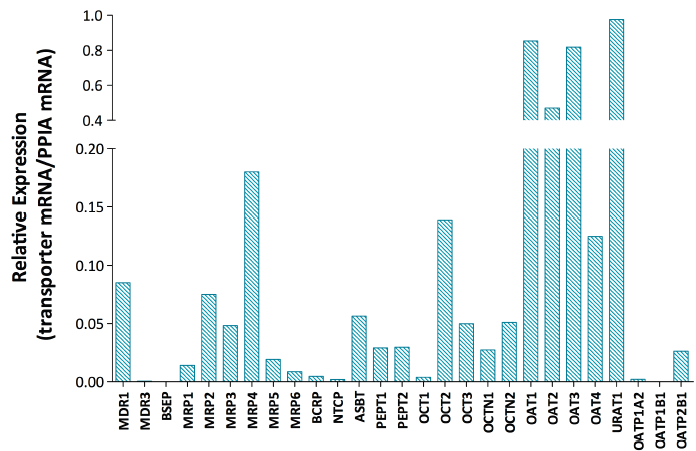 Relative Expression
(transporter mRNA/PPIA mRNA)
1.0
0.8
0.6
0.4
0.20
0.15
0.10
0.05
0.00
MDR1
MDR3
BSEP
MRP1
MRP2
MRP3
MRP4
MRP5
MRP6
BCRP
NTCP
ASBT
PEPT1
PEPT2
OCT1
OCT2
OCT3
OCTN1
OCTN2
OAT1
OAT2
OAT3
OAT4
URAT1
OATP1A2
OATP1B1
OATP2B1